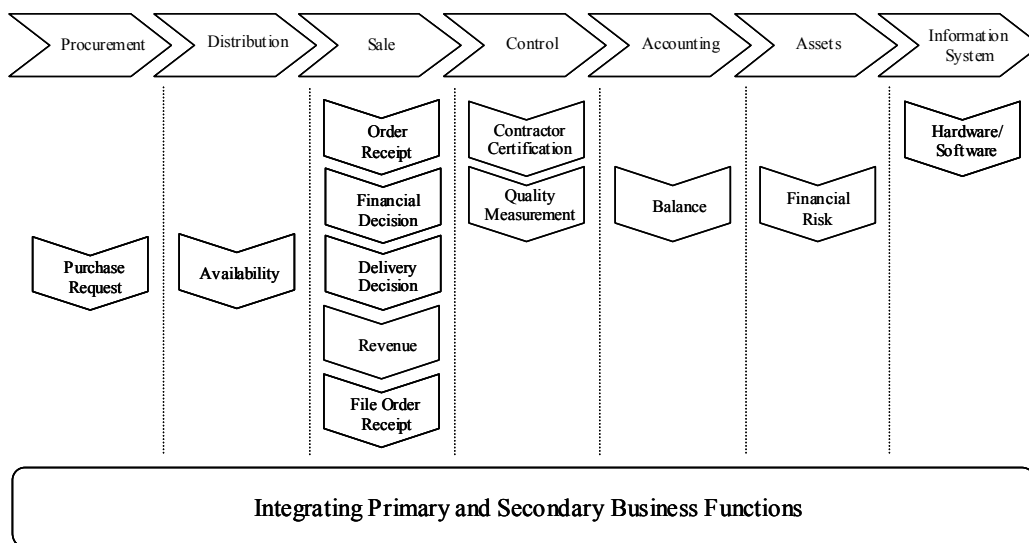 Procurement
Distribution
Sale
Control
Accounting
Assets
Information
System
Order
Receipt
Contractor
Certification
Hardware/
Software
Financial
Decision
Quality
Measurement
Balance
Financial
Risk
Purchase
Request
Availability
Delivery
Decision
Revenue
File Order
Receipt
Integrating Primary and Secondary Business Functions